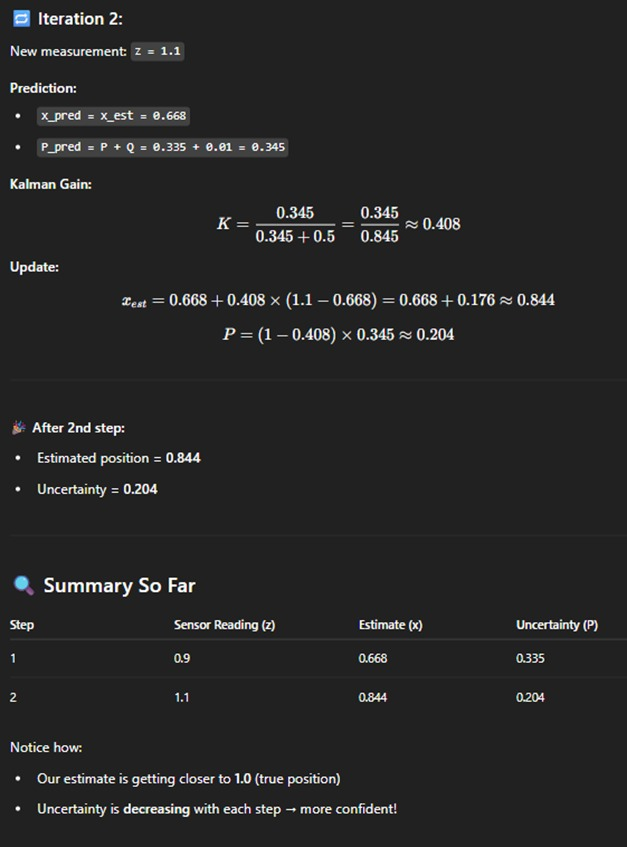 🔁 Iteration 2:
New measurement: z = 1.1
Prediction:
• x_pred = x_est = 0.668
• P_pred = P + Q = 0.335 + 0.01 = 0.345
Kalman Gain:
K = 0.345 / (0.345 + 0.5) = 0.345 / 0.845 ≈ 0.408
Update:
x_est = 0.668 + 0.408 × (1.1 − 0.668) = 0.668 + 0.176 ≈ 0.844
P = (1 − 0.408) × 0.345 ≈ 0.204
🎉 After 2nd step:
• Estimated position = 0.844
• Uncertainty = 0.204
🔍 Summary So Far
Step Sensor Reading (z) Estimate (x) Uncertainty (P)
1 0.9 0.668 0.335
2 1.1 0.844 0.204
Notice how:
• Our estimate is getting closer to 1.0 (true position)
• Uncertainty is decreasing with each step → more confident!